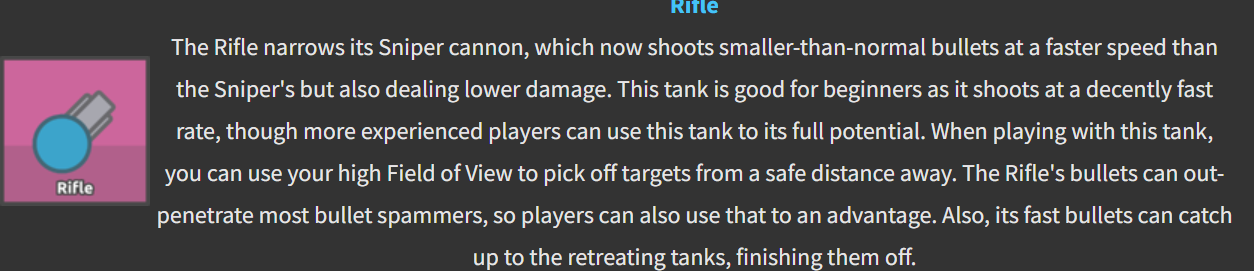 Rifle
The Rifle narrows its Sniper cannon, which now shoots smaller-than-normal bullets at a faster speed than
the Sniper's but also dealing lower damage. This tank is good for beginners as it shoots at a decently fast
rate, though more experienced players can use this tank to its full potential. When playing with this tank,
you can use your high Field of View to pick off targets from a safe distance away. The Rifle's bullets can out-
penetrate most bullet spammers, so players can also use that to an advantage. Also, its fast bullets can catch
up to the retreating tanks, finishing them off.
Rifle